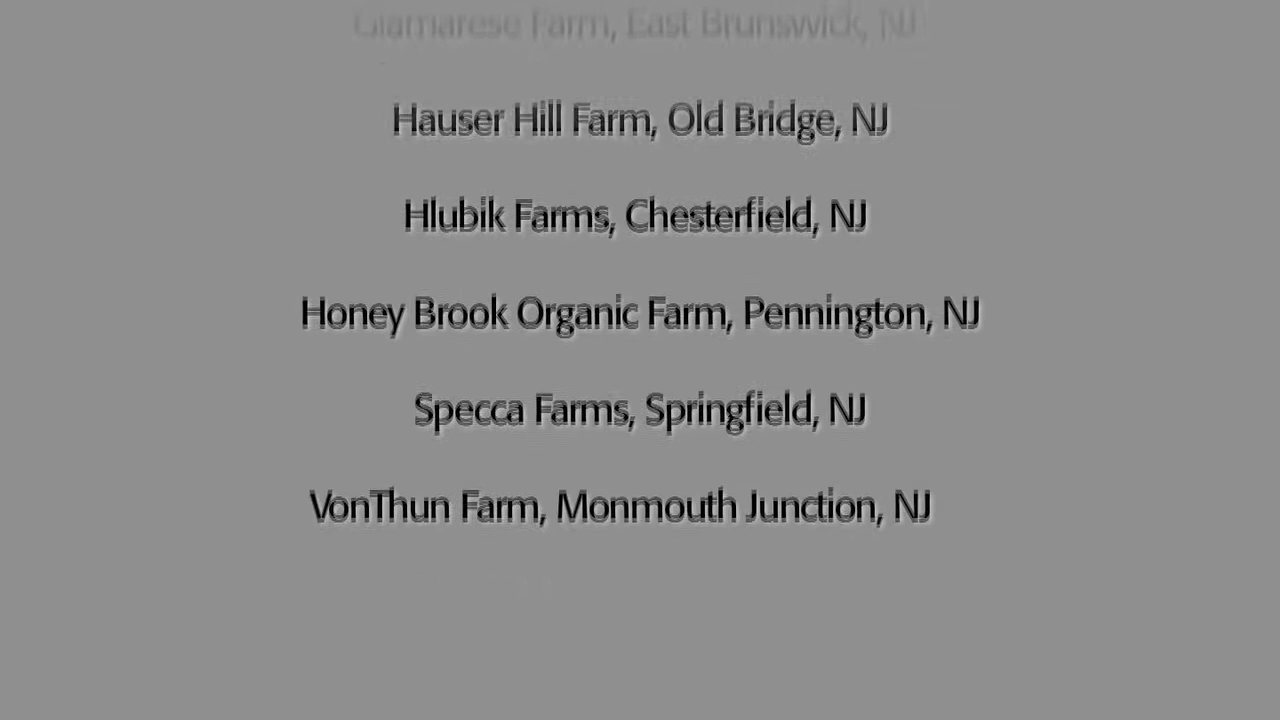 Giamarese Farm, East Brunswick, NJ
Hauser Hill Farm, Old Bridge, NJ
Hlubik Farms, Chesterfield, NJ
Honey Brook Organic Farm, Pennington, NJ
Specca Farms, Springfield, NJ
VonThun Farm, Monmouth Junction, NJ